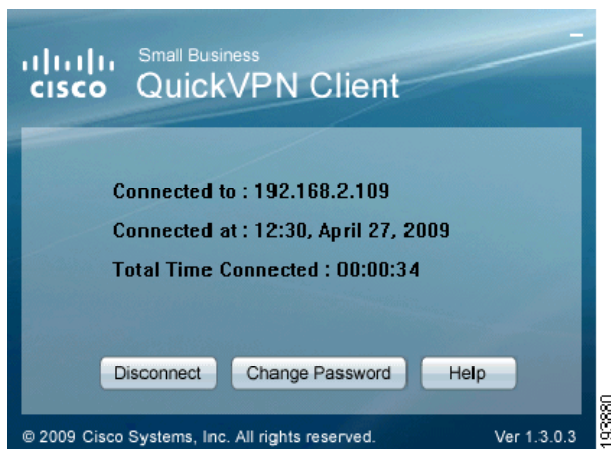 Small Business
CISCO QuickVPN Client
Connected to : 192.168.2.109
Connected at : 12:30, April 27, 2009
Total Time Connected : 00:00:34
Disconnect Change Password Help
© 2009 Cisco Systems, Inc. All rights reserved. Ver 1.3.0.3
193880